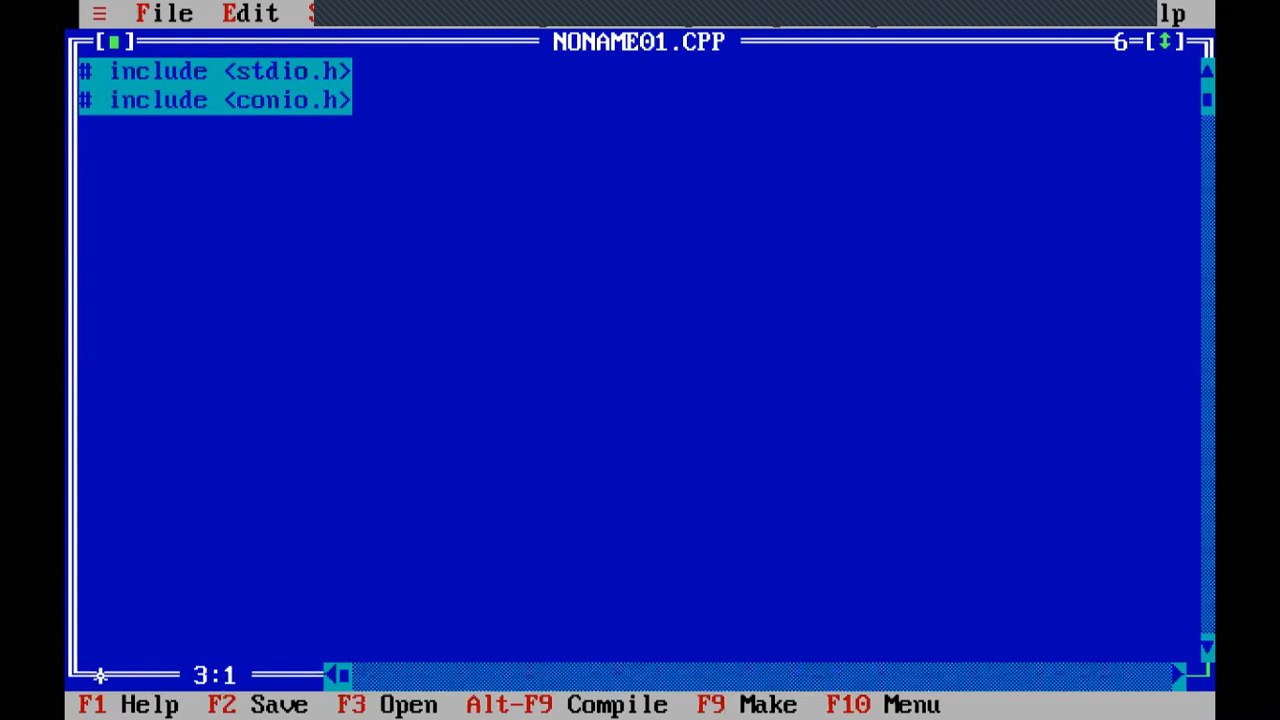 ≡ File Edit lp
[■] NONAME01.CPP 6=[↕]
# include <stdio.h>
# include <conio.h>
3:1
F1 Help F2 Save F3 Open Alt-F9 Compile F9 Make F10 Menu